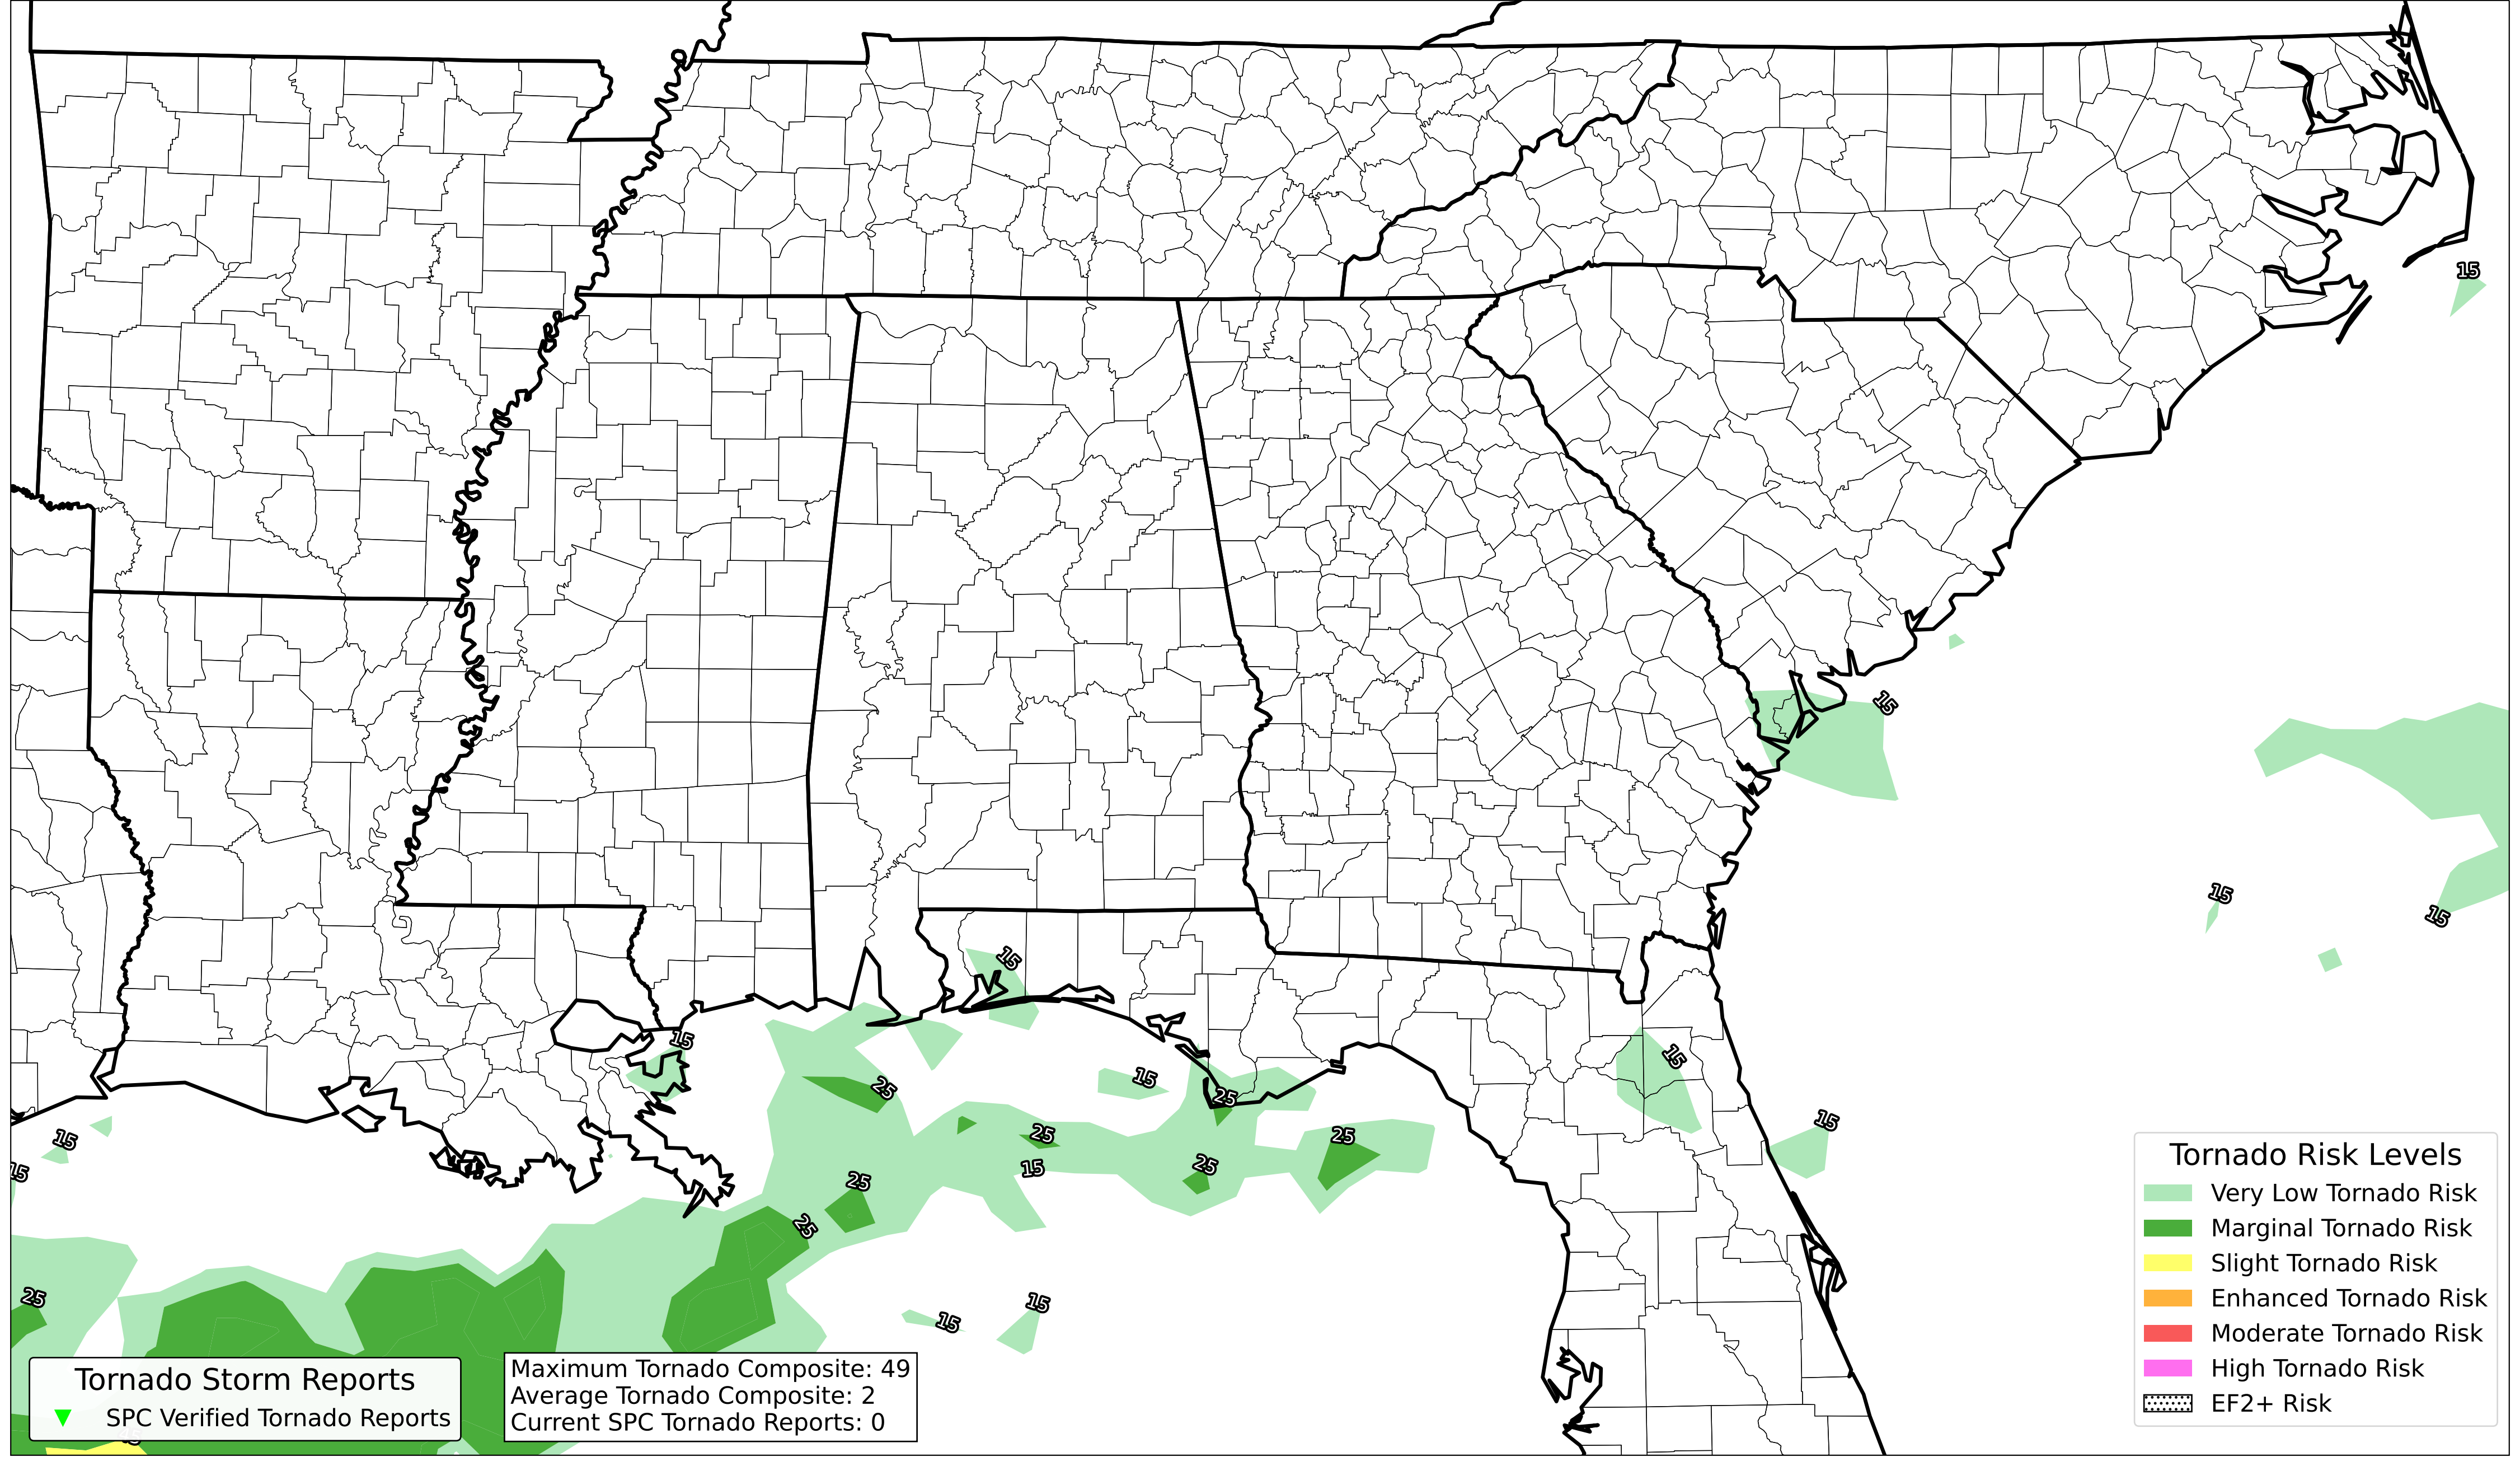 15
15
15
15
15
15
15
15
25
15
25
15
15
15
25
25
15
25
15
25
25
25
15
15
Tornado Risk Levels
Very Low Tornado Risk
Marginal Tornado Risk
Slight Tornado Risk
Enhanced Tornado Risk
Moderate Tornado Risk
High Tornado Risk
EF2+ Risk
Tornado Storm Reports
SPC Verified Tornado Reports
Maximum Tornado Composite: 49
Average Tornado Composite: 2
Current SPC Tornado Reports: 0